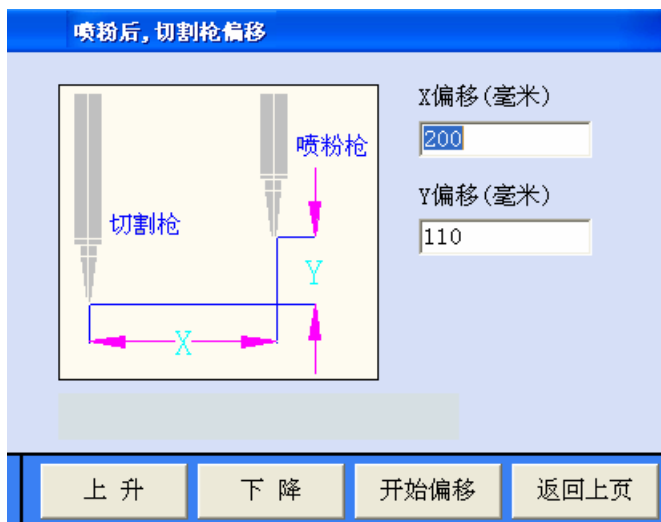 喷粉后,切割枪偏移
X偏移(毫米)
200
Y偏移(毫米)
110
喷粉枪
切割枪
Y
X
上 升
下 降
开始偏移
返回上页